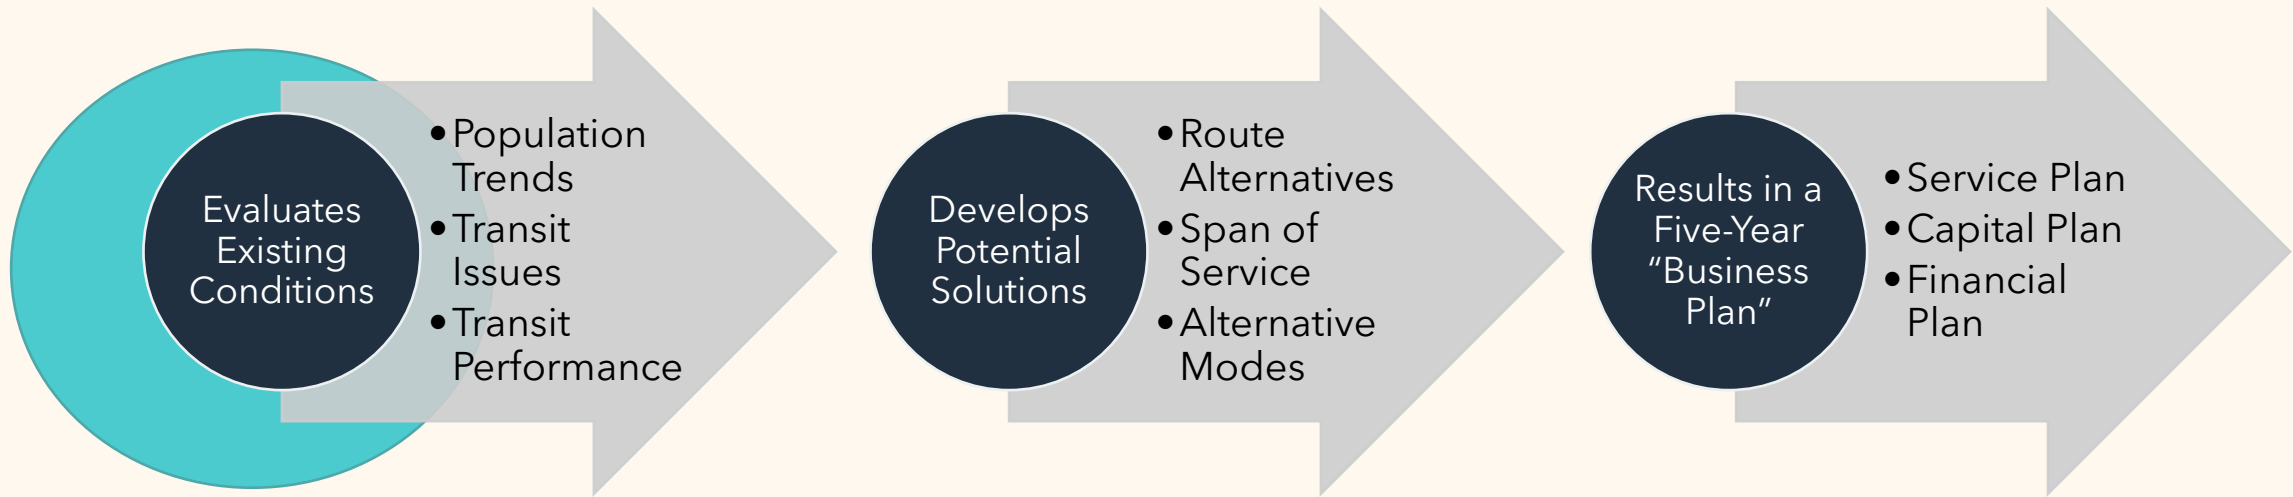 Evaluates
Existing
Conditions
•Population
Trends
•Transit
Issues
•Transit
Performance
Develops
Potential
Solutions
•Route
Alternatives
•Span of
Service
•Alternative
Modes
Results in a
Five-Year
“Business
Plan”
•Service Plan
•Capital Plan
•Financial
Plan